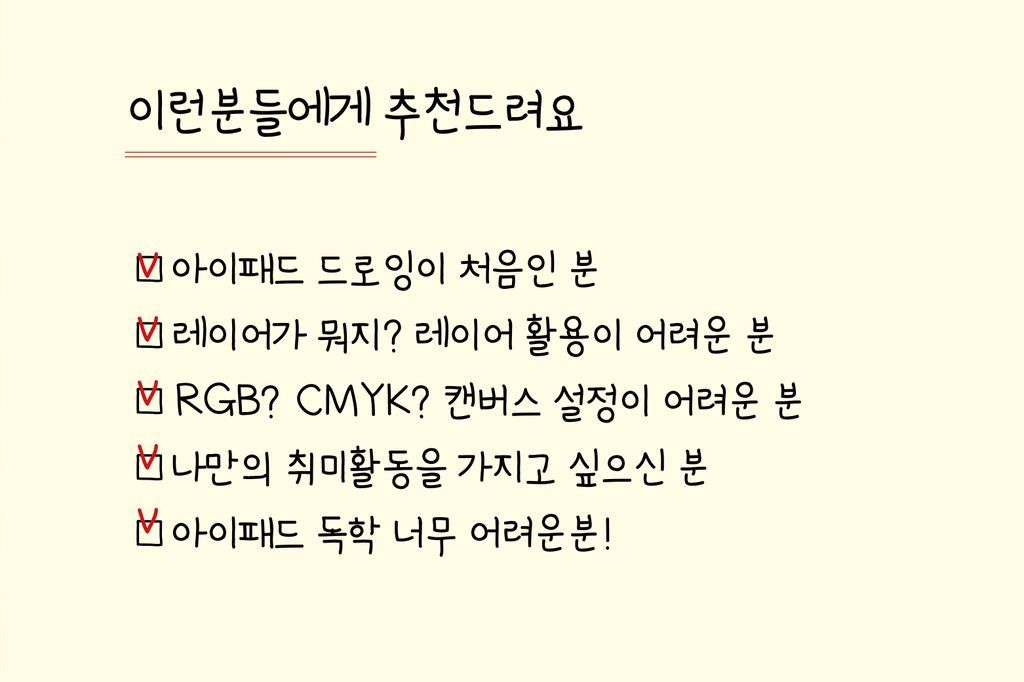 이런분들에게 추천드려요
아이패드 드로잉이 처음인 분
레이어가 뭐지? 레이어 활용이 어려운 분
RGB? CMYK? 캔버스 설정이 어려운 분
나만의 취미활동을 가지고 싶으신 분
아이패드 독학 너무 어려운분!